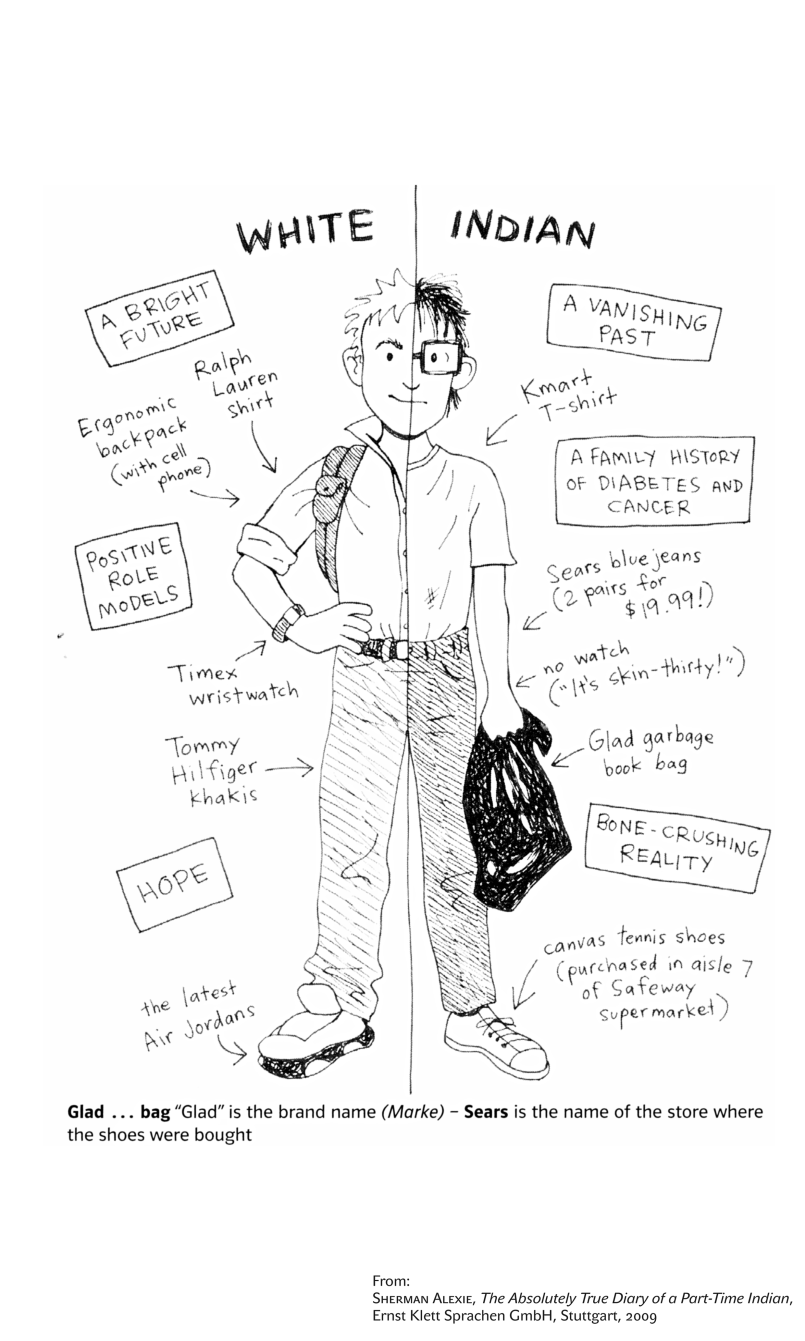 WHITE
INDIAN
A BRIGHT
FUTURE
Ralph
Lauren
shirt
Ergonomic
backpack
(with cell
phone)
POSITIVE
ROLE
MODELS
Timex
wristwatch
Tommy
Hilfiger
khakis
HOPE
the latest
Air Jordans
A VANISHING
PAST
Kmart
T-shirt
A FAMILY HISTORY
OF DIABETES AND
CANCER
Sears blue jeans
(2 pairs for
$19.99!)
no watch
("It's skin-thirty!")
Glad garbage
book bag
BONE-CRUSHING
REALITY
canvas tennis shoes
(purchased in aisle 7
of Safeway
supermarket)
Glad ... bag “Glad” is the brand name (Marke) – Sears is the name of the store where
the shoes were bought
From:
Sherman Alexie, The Absolutely True Diary of a Part-Time Indian,
Ernst Klett Sprachen GmbH, Stuttgart, 2009